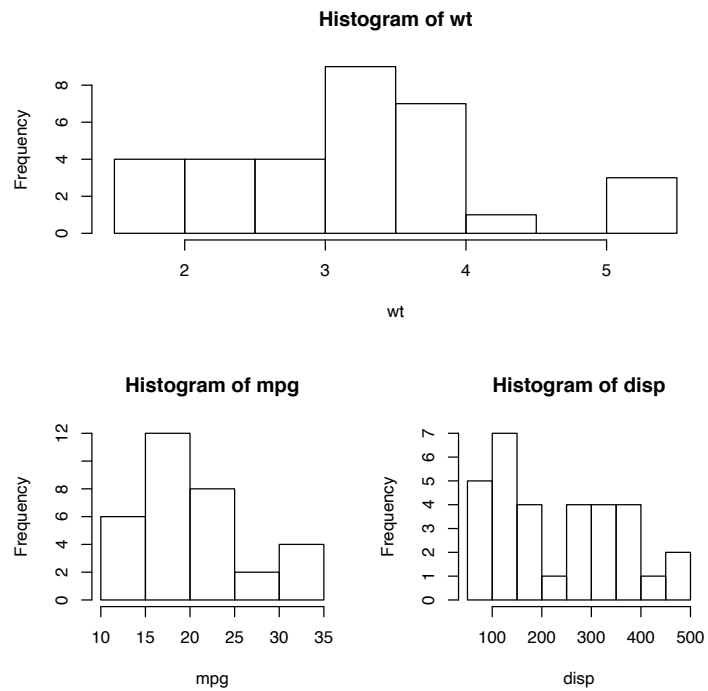 Histogram of wt
Frequency
0 2 4 6 8
2 3 4 5
wt
Histogram of mpg
Frequency
0 2 4 6 8 12
10 15 20 25 30 35
mpg
Histogram of disp
Frequency
0 1 2 3 4 5 6 7
100 200 300 400 500
disp